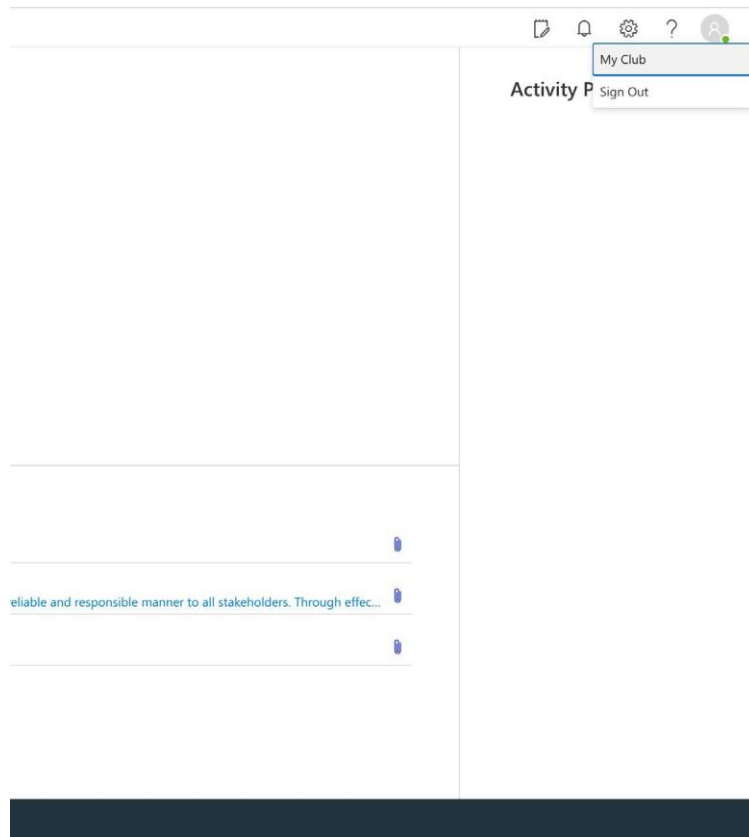 My Club
Activity P
Sign Out
eliable and responsible manner to all stakeholders. Through effec...